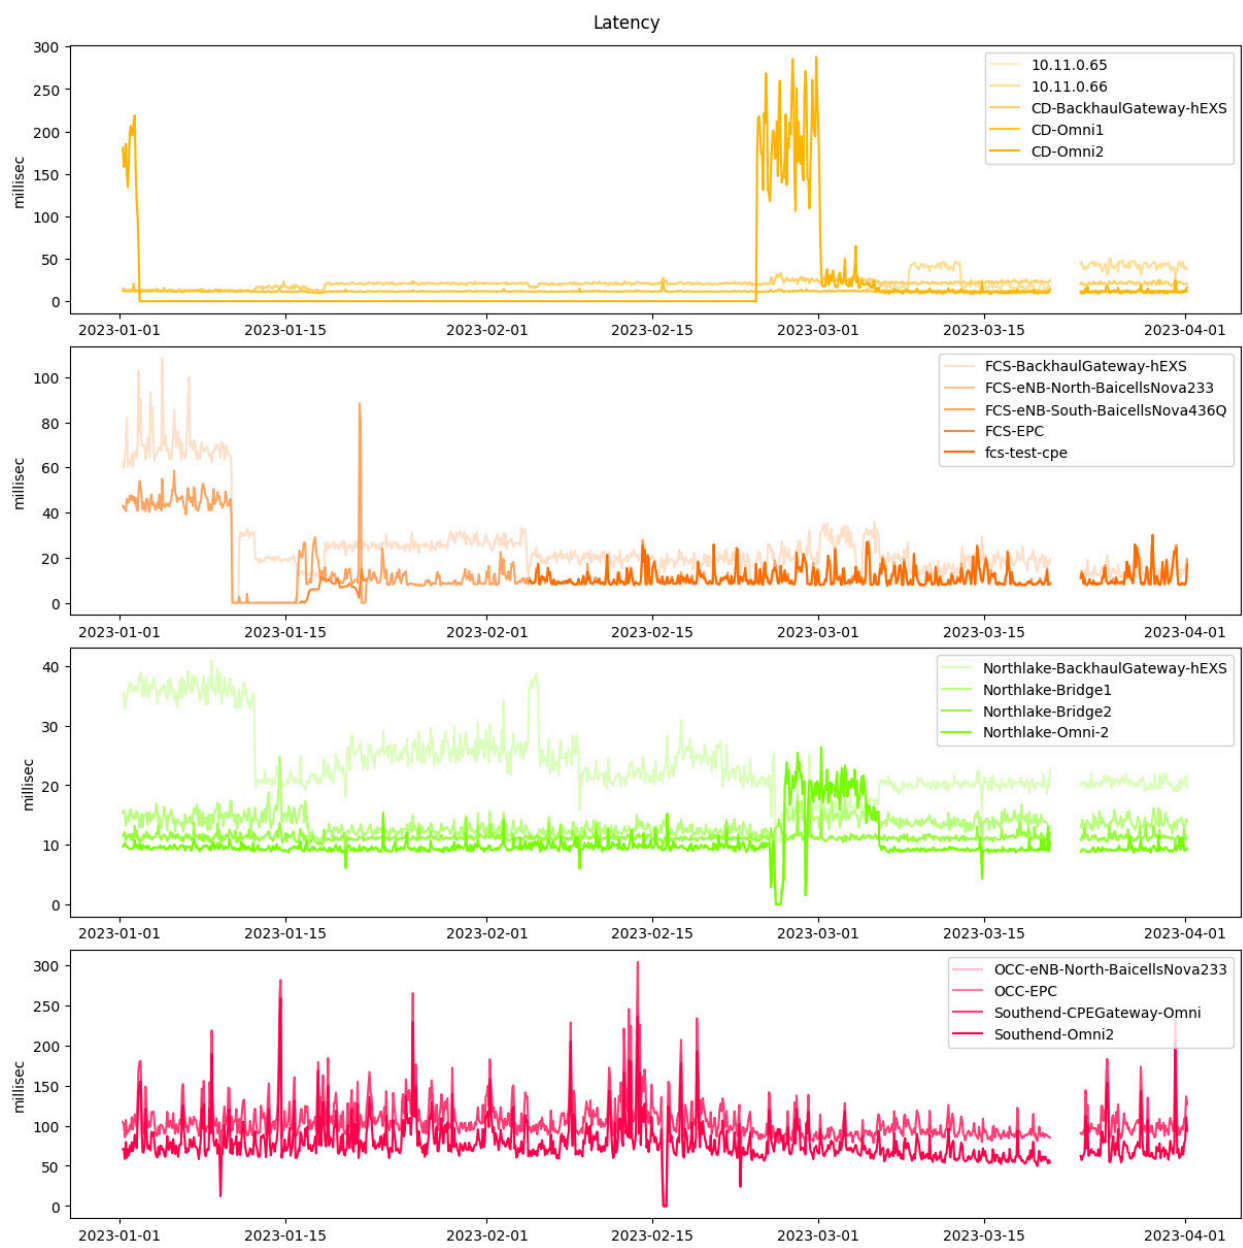 Latency
300
250
200
150
100
50
0
millisec
10.11.0.65
10.11.0.66
CD-BackhaulGateway-hEXS
CD-Omni1
CD-Omni2
2023-01-01 2023-01-15 2023-02-01 2023-02-15 2023-03-01 2023-03-15 2023-04-01
100
80
60
40
20
0
millisec
FCS-BackhaulGateway-hEXS
FCS-eNB-North-BaicellsNova233
FCS-eNB-South-BaicellsNova436Q
FCS-EPC
fcs-test-cpe
2023-01-01 2023-01-15 2023-02-01 2023-02-15 2023-03-01 2023-03-15 2023-04-01
40
30
20
10
0
millisec
Northlake-BackhaulGateway-hEXS
Northlake-Bridge1
Northlake-Bridge2
Northlake-Omni-2
2023-01-01 2023-01-15 2023-02-01 2023-02-15 2023-03-01 2023-03-15 2023-04-01
300
250
200
150
100
50
0
millisec
OCC-eNB-North-BaicellsNova233
OCC-EPC
Southend-CPEGateway-Omni
Southend-Omni2
2023-01-01 2023-01-15 2023-02-01 2023-02-15 2023-03-01 2023-03-15 2023-04-01